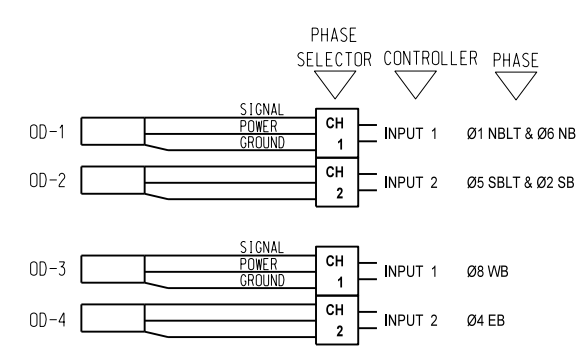 PHASE
SELECTOR CONTROLLER PHASE
SIGNAL
OD-1 POWER CH 1 INPUT 1 Ø1 NBLT & Ø6 NB
GROUND
OD-2 CH 2 INPUT 2 Ø5 SBLT & Ø2 SB
SIGNAL
OD-3 POWER CH 1 INPUT 1 Ø8 WB
GROUND
OD-4 CH 2 INPUT 2 Ø4 EB